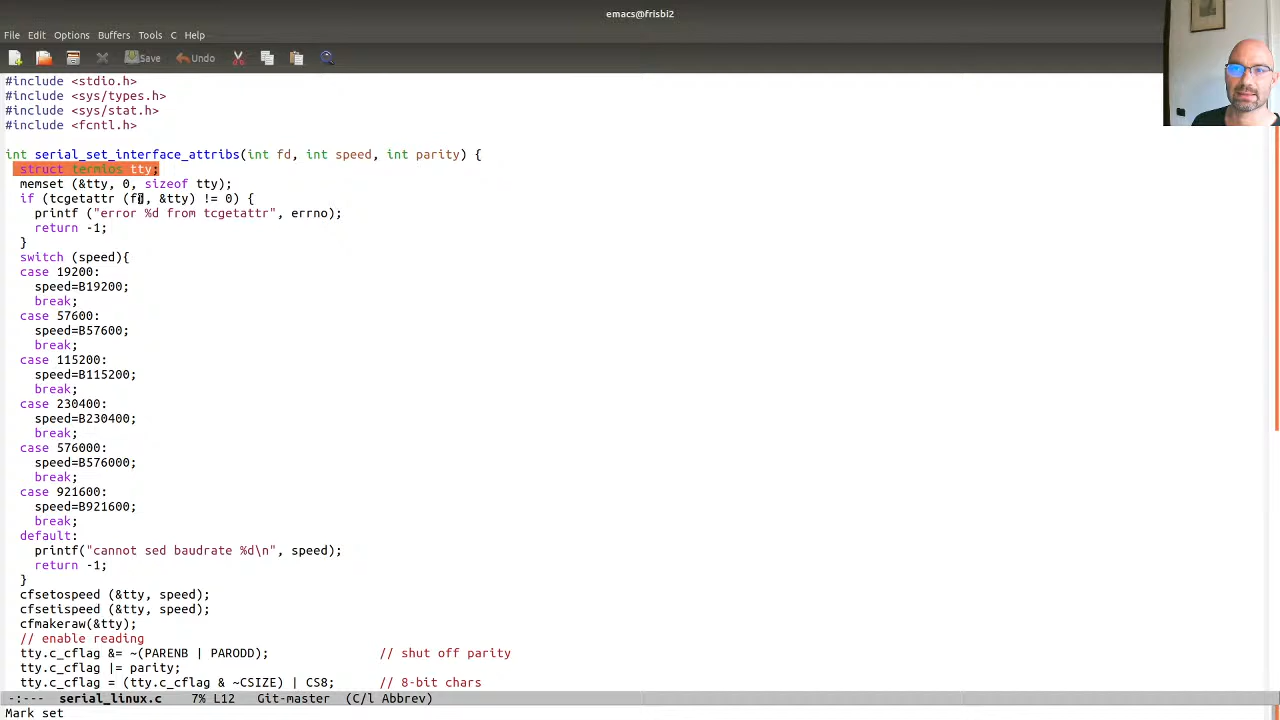 emacs@frisbi2
File Edit Options Buffers Tools C Help
Save Undo
#include <stdio.h>
#include <sys/types.h>
#include <sys/stat.h>
#include <fcntl.h>
int serial_set_interface_attribs(int fd, int speed, int parity) {
struct termios tty;
memset (&tty, 0, sizeof tty);
if (tcgetattr (fd, &tty) != 0) {
printf ("error %d from tcgetattr", errno);
return -1;
}
switch (speed){
case 19200:
speed=B19200;
break;
case 57600:
speed=B57600;
break;
case 115200:
speed=B115200;
break;
case 230400:
speed=B230400;
break;
case 576000:
speed=B576000;
break;
case 921600:
speed=B921600;
break;
default:
printf("cannot sed baudrate %d\n", speed);
return -1;
}
cfsetospeed (&tty, speed);
cfsetispeed (&tty, speed);
cfmakeraw(&tty);
// enable reading
tty.c_cflag &= ~(PARENB | PARODD); // shut off parity
tty.c_cflag |= parity;
tty.c_cflag = (tty.c_cflag & ~CSIZE) | CS8; // 8-bit chars
-:--- serial_linux.c 7% L12 Git-master (C/l Abbrev)
Mark set